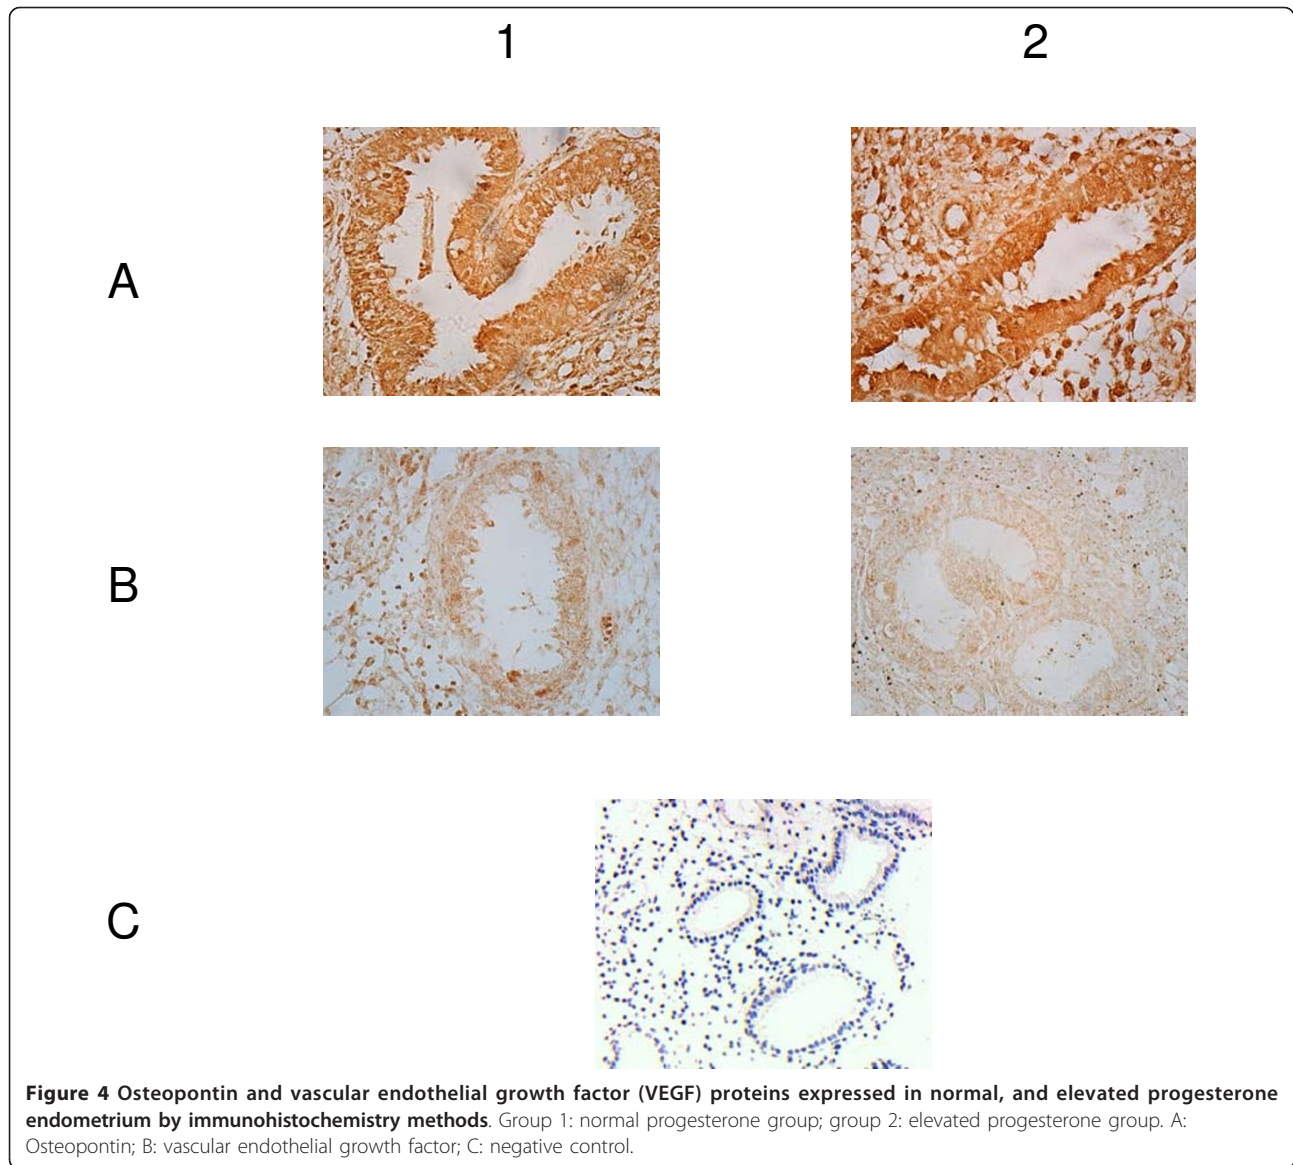 1 2
A
B
C
Figure 4 Osteopontin and vascular endothelial growth factor (VEGF) proteins expressed in normal, and elevated progesterone
endometrium by immunohistochemistry methods. Group 1: normal progesterone group; group 2: elevated progesterone group. A:
Osteopontin; B: vascular endothelial growth factor; C: negative control.